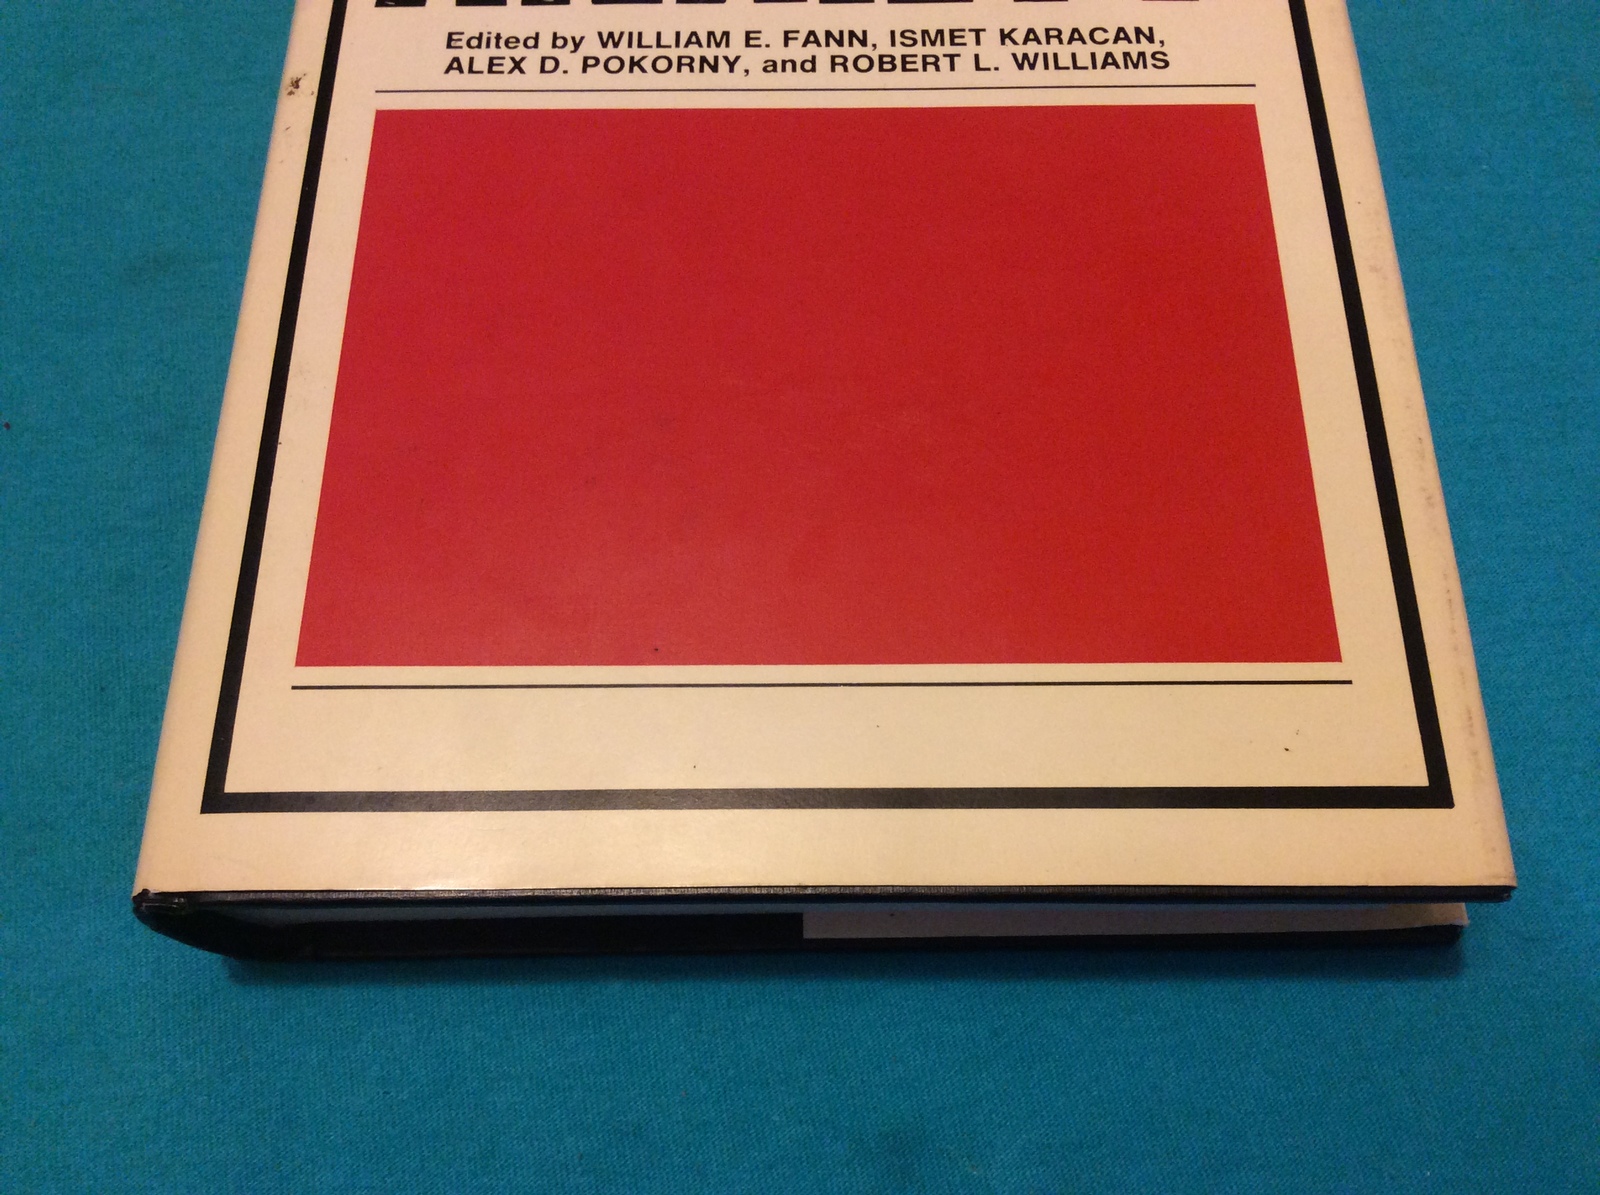 Edited by WILLIAM E. FANN, ISMET KARACAN,
ALEX D. POKORNY, and ROBERT L. WILLIAMS